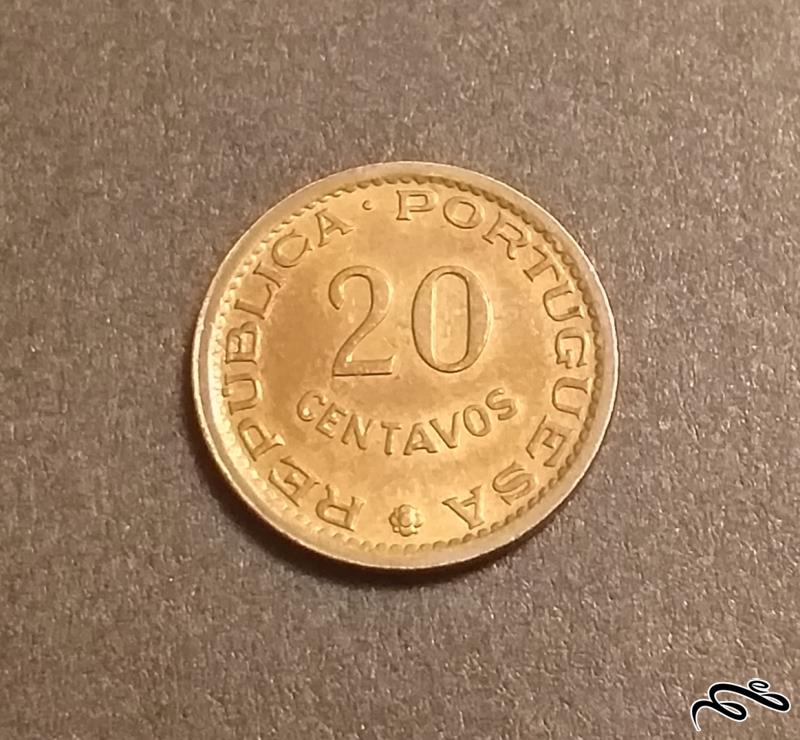 REPUBLICA · PORTUGUESA
20
CENTAVOS